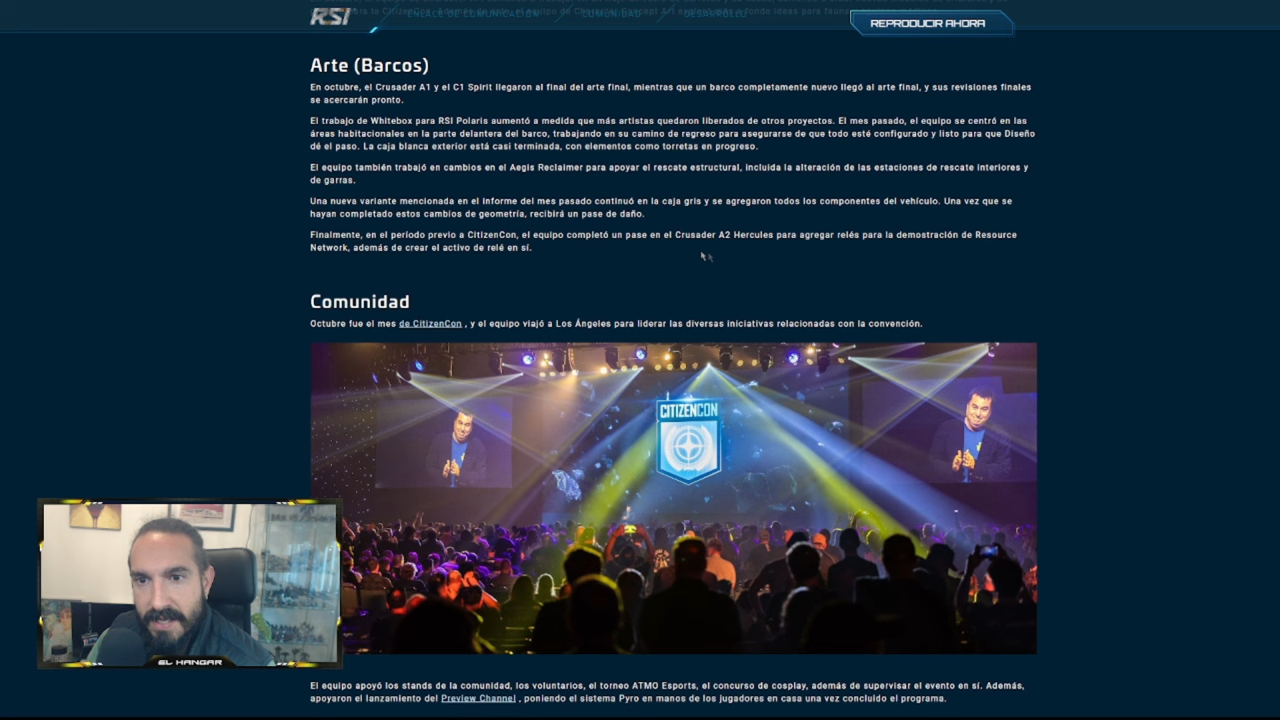 RSI
ENLACE DE COMUNICACIÓN
COMUNIDAD
DESARROLLO
REPRODUCIR AHORA
Arte (Barcos)
En octubre, el Crusader A1 y el C1 Spirit llegaron al final del arte final, mientras que un barco completamente nuevo llegó al arte final, y sus revisiones finales
se acercarán pronto.
El trabajo de Whitebox para RSI Polaris aumentó a medida que más artistas quedaron liberados de otros proyectos. El mes pasado, el equipo se centró en las
áreas habitacionales en la parte delantera del barco, trabajando en su camino de regreso para asegurarse de que todo esté configurado y listo para que Diseño
dé el paso. La caja blanca exterior está casi terminada, con elementos como torretas en progreso.
El equipo también trabajó en cambios en el Aegis Reclaimer para apoyar el rescate estructural, incluida la alteración de las estaciones de rescate interiores y
de garras.
Una nueva variante mencionada en el informe del mes pasado continuó en la caja gris y se agregaron todos los componentes del vehículo. Una vez que se
hayan completado estos cambios de geometría, recibirá un pase de daño.
Finalmente, en el período previo a CitizenCon, el equipo completó un pase en el Crusader A2 Hercules para agregar relés para la demostración de Resource
Network, además de crear el activo de relé en sí.
Comunidad
Octubre fue el mes de CitizenCon , y el equipo viajó a Los Ángeles para liderar las diversas iniciativas relacionadas con la convención.
CITIZENCON
EL HANGAR
El equipo apoyó los stands de la comunidad, los voluntarios, el torneo ATMO Esports, el concurso de cosplay, además de supervisar el evento en sí. Además,
apoyaron el lanzamiento del Preview Channel , poniendo el sistema Pyro en manos de los jugadores en casa una vez concluido el programa.